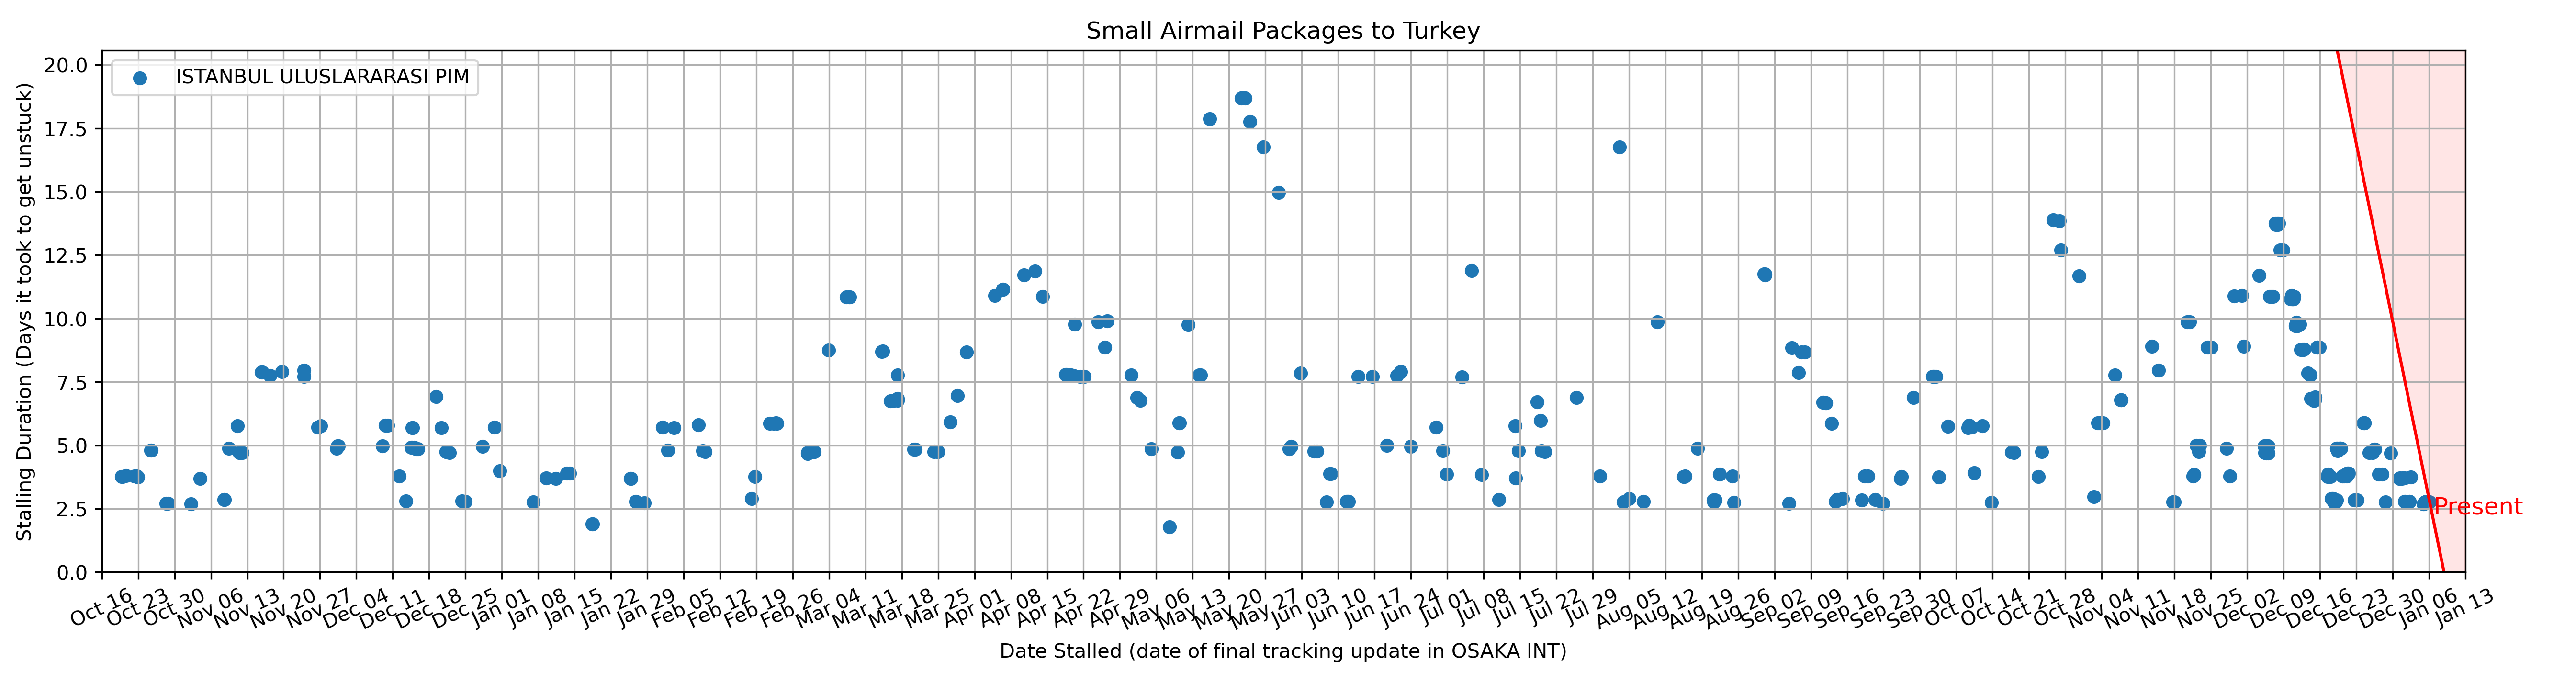 Small Airmail Packages to Turkey
ISTANBUL ULUSLARARASI PIM
Stalling Duration (Days it took to get unstuck)
20.0
17.5
15.0
12.5
10.0
7.5
5.0
2.5
0.0
Present
Oct 16 Oct 23 Oct 30 Nov 06 Nov 13 Nov 20 Nov 27 Dec 04 Dec 11 Dec 18 Dec 25 Jan 01 Jan 08 Jan 15 Jan 22 Jan 29 Feb 05 Feb 12 Feb 19 Feb 26 Mar 04 Mar 11 Mar 18 Mar 25 Apr 01 Apr 08 Apr 15 Apr 22 Apr 29 May 06 May 13 May 20 May 27 Jun 03 Jun 10 Jun 17 Jun 24 Jul 01 Jul 08 Jul 15 Jul 22 Jul 29 Aug 05 Aug 12 Aug 19 Aug 26 Sep 02 Sep 09 Sep 16 Sep 23 Sep 30 Oct 07 Oct 14 Oct 21 Oct 28 Nov 04 Nov 11 Nov 18 Nov 25 Dec 02 Dec 09 Dec 16 Dec 23 Dec 30 Jan 06 Jan 13
Date Stalled (date of final tracking update in OSAKA INT)